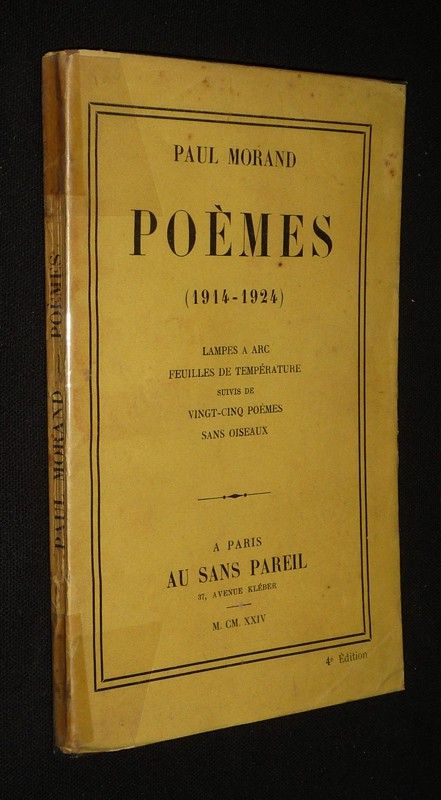 PAUL MORAND
POÈMES
(1914-1924)
LAMPES A ARC
FEUILLES DE TEMPÉRATURE
SUIVIS DE
VINGT-CINQ POÈMES
SANS OISEAUX
A PARIS
AU SANS PAREIL
37, AVENUE KLÉBER
M. CM. XXIV
4e Édition
PAUL MORAND — POÈMES